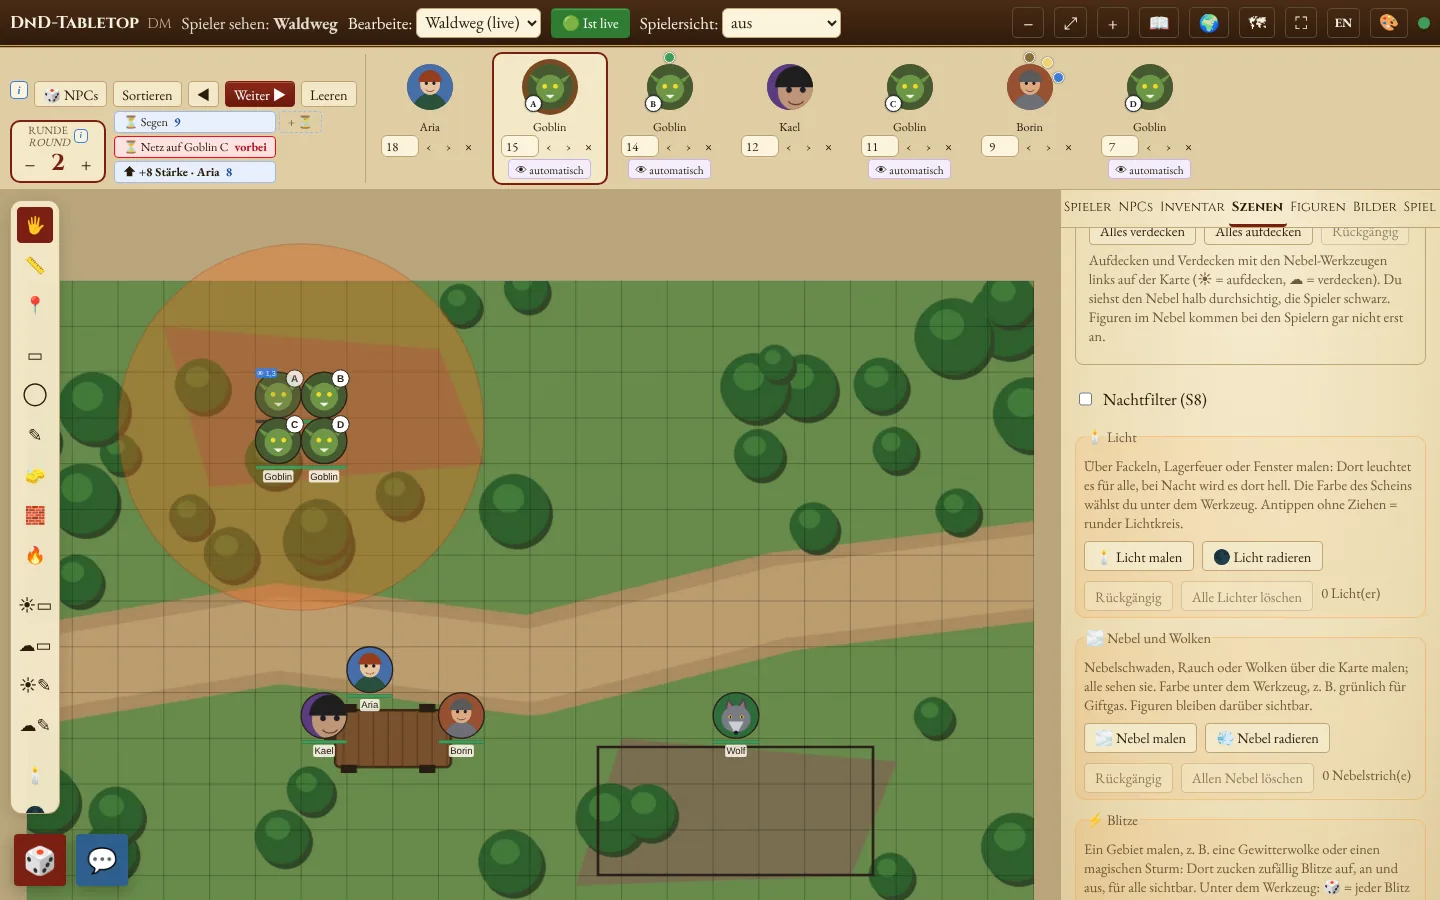 DnD-Tabletop DM Spieler sehen: Waldweg Bearbeite: Waldweg (live) Ist live Spielersicht: aus
− + EN
i NPCs Sortieren ◀ Weiter ▶ Leeren
RUNDE
ROUND i
− 2 +
Segen 9 +
Netz auf Goblin C vorbei
+8 Stärke · Aria 8
Aria
18 ‹ › ×
A
Goblin
15 ‹ › ×
automatisch
B
Goblin
14 ‹ › ×
automatisch
Kael
12 ‹ › ×
C
Goblin
11 ‹ › ×
automatisch
Borin
9 ‹ › ×
D
Goblin
7 ‹ › ×
automatisch
Spieler NPCs Inventar Szenen Figuren Bilder Spiel
Alles verdecken Alles aufdecken Rückgängig
Aufdecken und Verdecken mit den Nebel-Werkzeugen
links auf der Karte (☀ = aufdecken, ☁ = verdecken). Du
siehst den Nebel halb durchsichtig, die Spieler schwarz.
Figuren im Nebel kommen bei den Spielern gar nicht erst
an.
Nachtfilter (S8)
Licht
Über Fackeln, Lagerfeuer oder Fenster malen: Dort leuchtet
es für alle, bei Nacht wird es dort hell. Die Farbe des Scheins
wählst du unter dem Werkzeug. Antippen ohne Ziehen =
runder Lichtkreis.
Licht malen Licht radieren
Rückgängig Alle Lichter löschen 0 Licht(er)
Nebel und Wolken
Nebelschwaden, Rauch oder Wolken über die Karte malen;
alle sehen sie. Farbe unter dem Werkzeug, z. B. grünlich für
Giftgas. Figuren bleiben darüber sichtbar.
Nebel malen Nebel radieren
Rückgängig Allen Nebel löschen 0 Nebelstrich(e)
Blitze
Ein Gebiet malen, z. B. eine Gewitterwolke oder einen
magischen Sturm: Dort zucken zufällig Blitze auf, an und
aus, für alle sichtbar. Unter dem Werkzeug: 🎲 = jeder Blitz
1,3 A B
C D
Goblin Goblin
Aria
Kael Borin Wolf